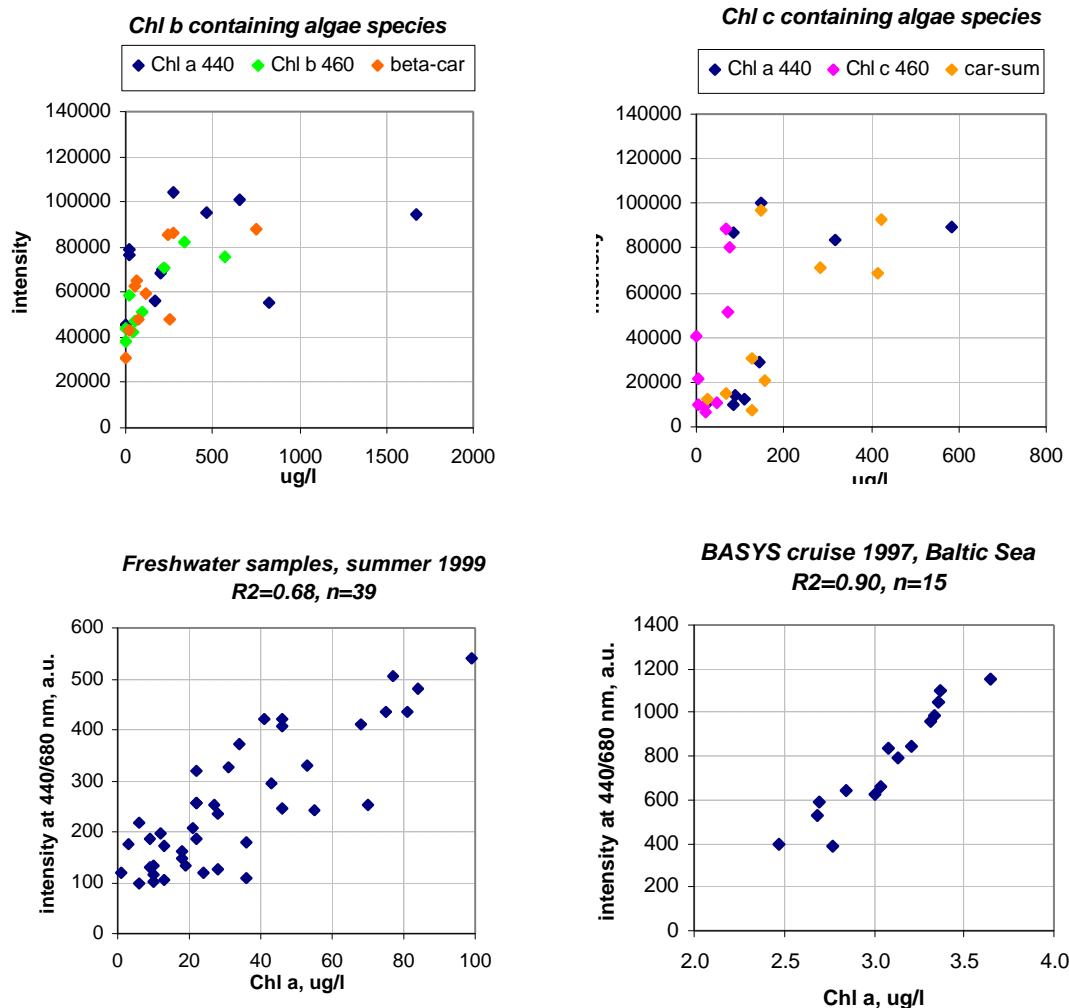 Chl b containing algae species
Chl a 440 Chl b 460 beta-car
140000
120000
100000
80000
60000
40000
20000
0
intensity
0 500 1000 1500 2000
ug/l
Chl c containing algae species
Chl a 440 Chl c 460 car-sum
140000
120000
100000
80000
60000
40000
20000
0
intensity
0 200 400 600 800
ug/l
Freshwater samples, summer 1999
R2=0.68, n=39
600
500
400
300
200
100
0
intensity at 440/680 nm, a.u.
0 20 40 60 80 100
Chl a, ug/l
BASYS cruise 1997, Baltic Sea
R2=0.90, n=15
1400
1200
1000
800
600
400
200
0
intensity at 440/680 nm, a.u.
2.0 2.5 3.0 3.5 4.0
Chl a, ug/l